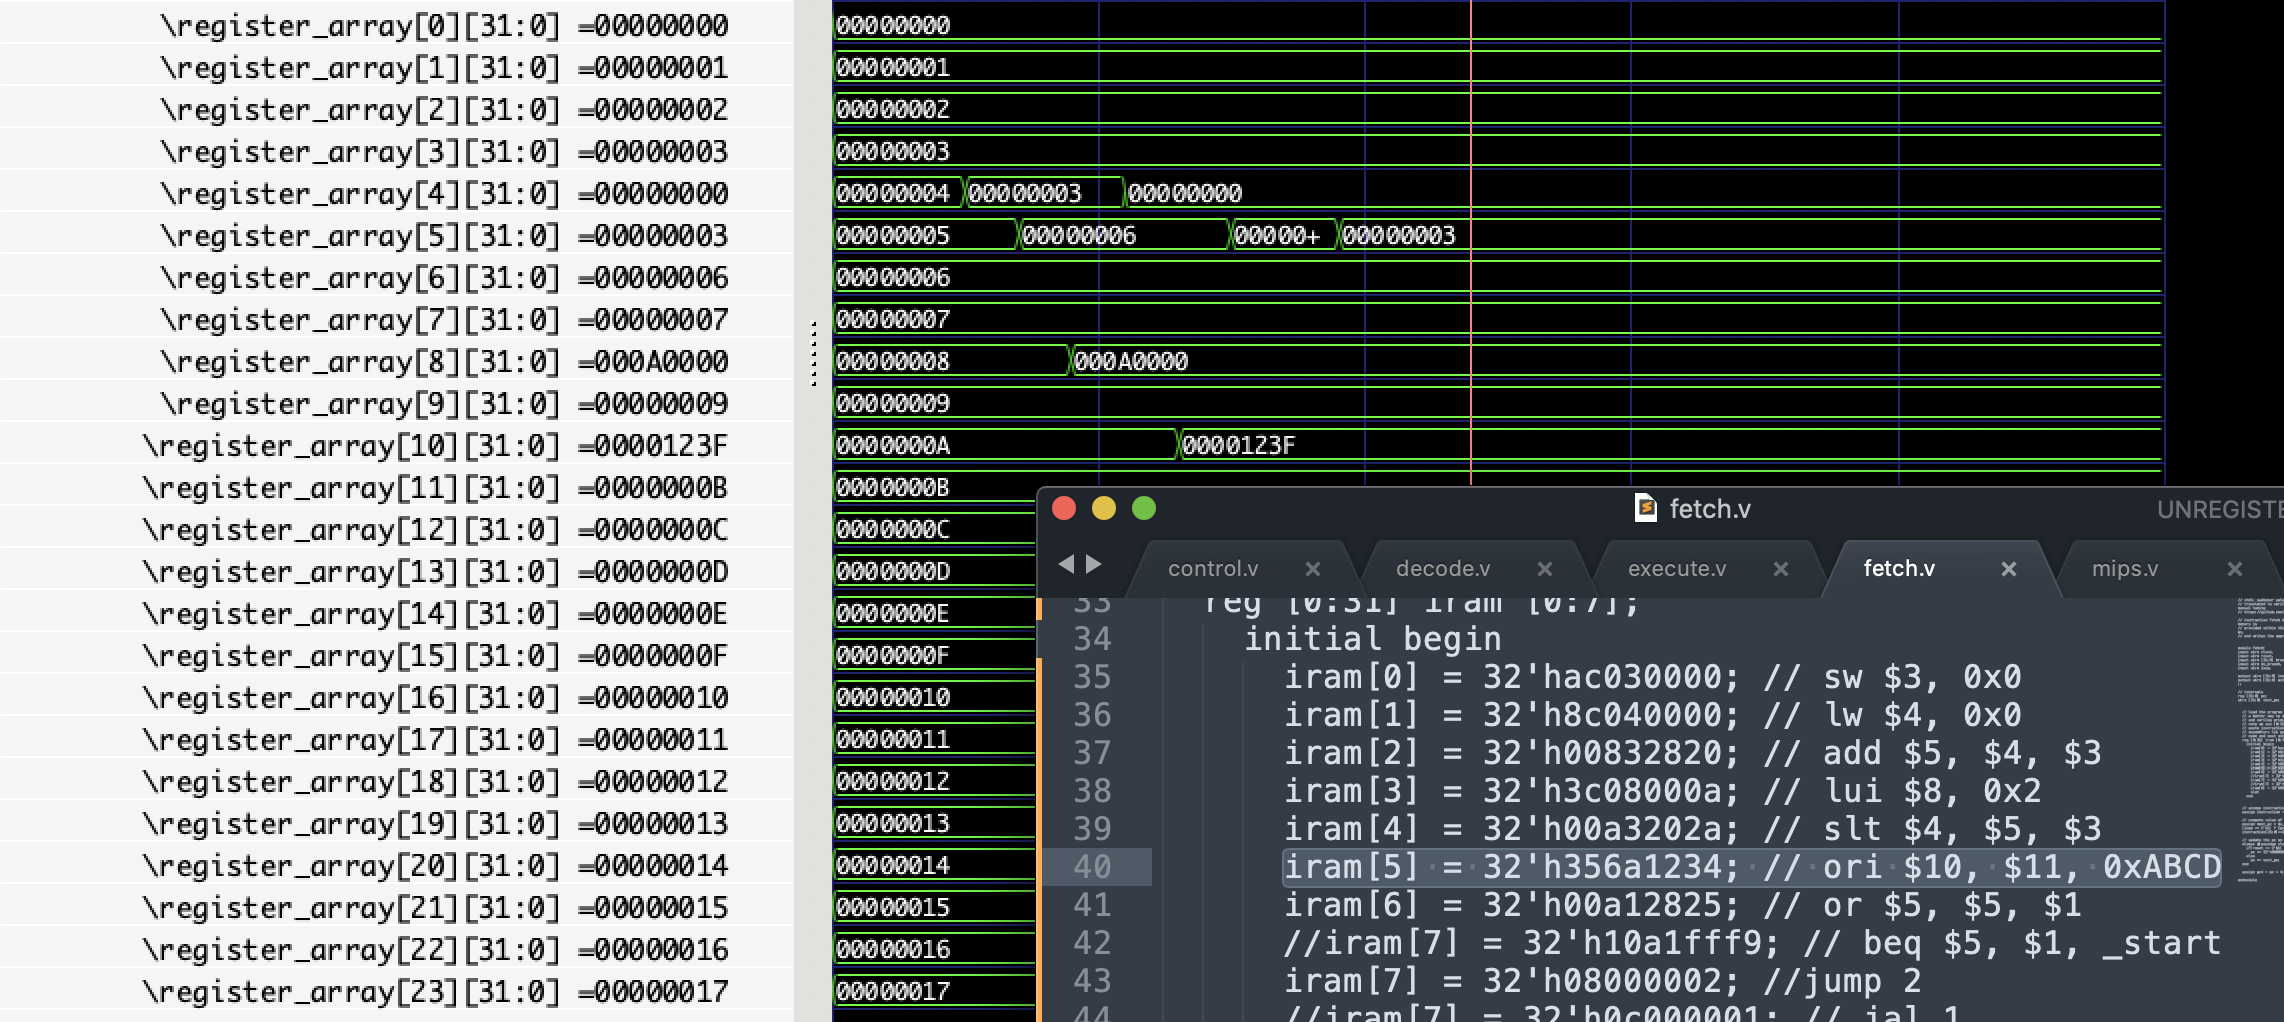 \register_array[0][31:0] =00000000 00000000
\register_array[1][31:0] =00000001 00000001
\register_array[2][31:0] =00000002 00000002
\register_array[3][31:0] =00000003 00000003
\register_array[4][31:0] =00000000 00000004 00000003 00000000
\register_array[5][31:0] =00000003 00000005 00000006 00000+ 00000003
\register_array[6][31:0] =00000006 00000006
\register_array[7][31:0] =00000007 00000007
\register_array[8][31:0] =000A0000 00000008 000A0000
\register_array[9][31:0] =00000009 00000009
\register_array[10][31:0] =0000123F 0000000A 0000123F
\register_array[11][31:0] =0000000B 0000000B
\register_array[12][31:0] =0000000C 0000000C
\register_array[13][31:0] =0000000D 0000000D
\register_array[14][31:0] =0000000E 0000000E
\register_array[15][31:0] =0000000F 0000000F
\register_array[16][31:0] =00000010 00000010
\register_array[17][31:0] =00000011 00000011
\register_array[18][31:0] =00000012 00000012
\register_array[19][31:0] =00000013 00000013
\register_array[20][31:0] =00000014 00000014
\register_array[21][31:0] =00000015 00000015
\register_array[22][31:0] =00000016 00000016
\register_array[23][31:0] =00000017 00000017
fetch.v UNREGISTE
control.v decode.v execute.v fetch.v mips.v
33 reg [0:31] iram [0:7];
34 initial begin
35 iram[0] = 32'hac030000; // sw $3, 0x0
36 iram[1] = 32'h8c040000; // lw $4, 0x0
37 iram[2] = 32'h00832820; // add $5, $4, $3
38 iram[3] = 32'h3c08000a; // lui $8, 0x2
39 iram[4] = 32'h00a3202a; // slt $4, $5, $3
40 iram[5] = 32'h356a1234; // ori $10, $11, 0xABCD
41 iram[6] = 32'h00a12825; // or $5, $5, $1
42 //iram[7] = 32'h10a1fff9; // beq $5, $1, _start
43 iram[7] = 32'h08000002; //jump 2
44 //iram[7] = 32'h0c000001; // jal 1